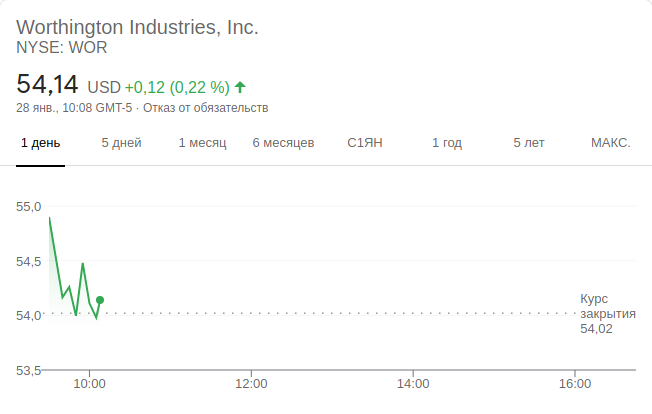 Worthington Industries, Inc.
NYSE: WOR
54,14 USD +0,12 (0,22 %)
28 янв., 10:08 GMT-5 · Отказ от обязательств
1 день 5 дней 1 месяц 6 месяцев С1ЯН 1 год 5 лет МАКС.
55,0
54,5
54,0
53,5
Курс
закрытия
54,02
10:00 12:00 14:00 16:00